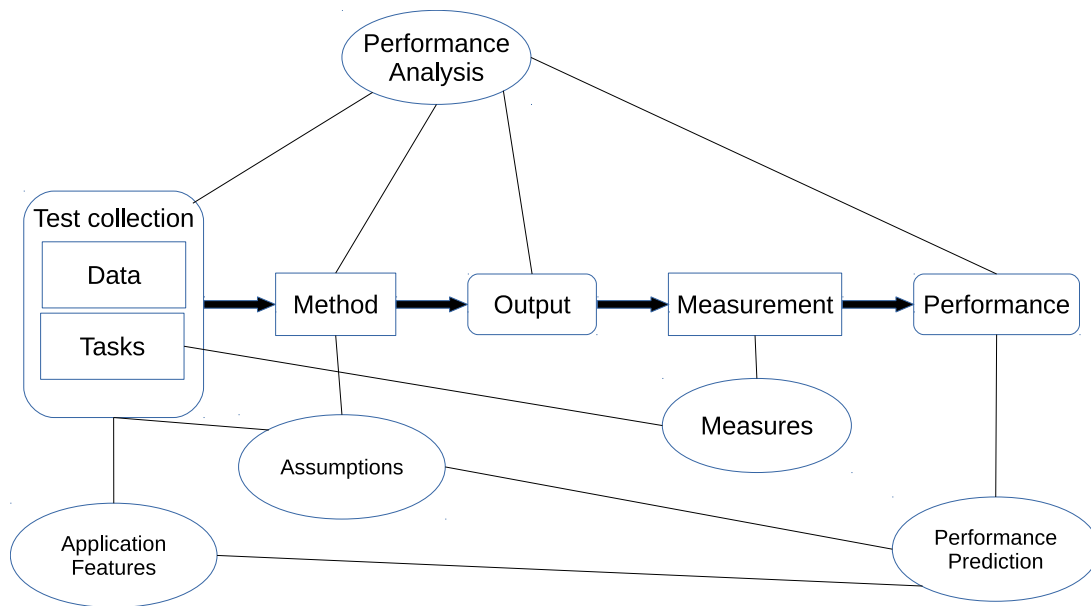 Performance
Analysis
Test collection
Data
Tasks
Method
Output
Measurement
Performance
Measures
Assumptions
Application
Features
Performance
Prediction